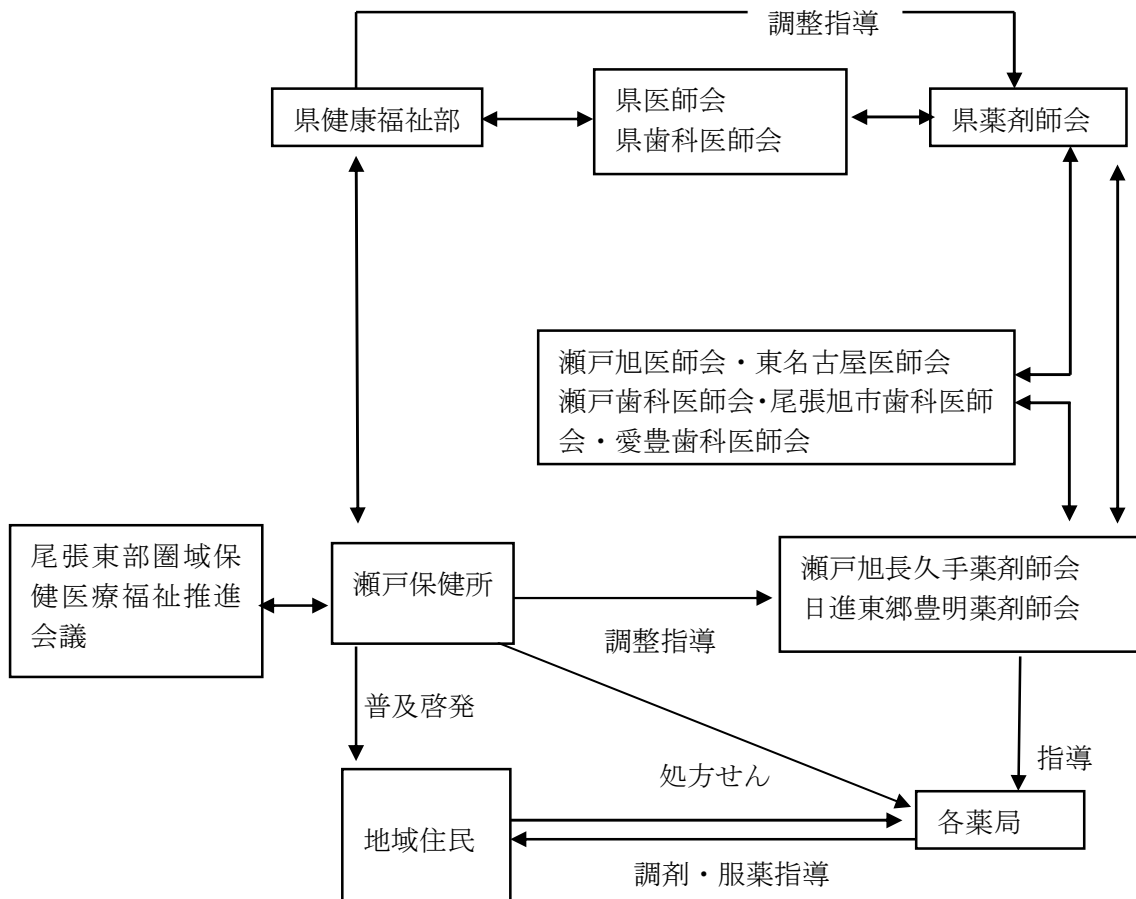 調整指導
県健康福祉部
県医師会
県歯科医師会
県薬剤師会
瀬戸旭医師会・東名古屋医師会
瀬戸歯科医師会･尾張旭市歯科医師
会・愛豊歯科医師会
尾張東部圏域保
健医療福祉推進
会議
瀬戸保健所
瀬戸旭長久手薬剤師会
日進東郷豊明薬剤師会
調整指導
普及啓発
指導
処方せん
地域住民
各薬局
調剤・服薬指導